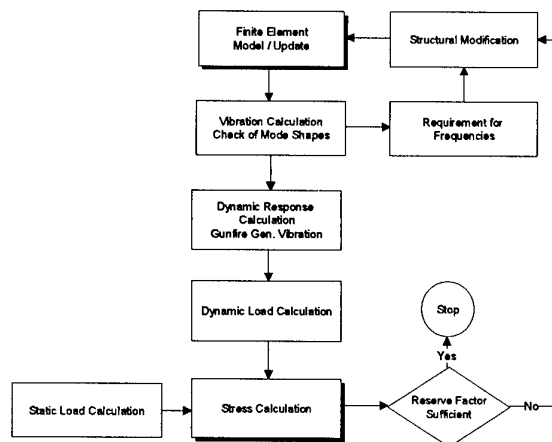 Finite Element
Model / Update
Structural Modification
Vibration Calculation
Check of Mode Shapes
Requirement for
Frequencies
Dynamic Response
Calculation
Gunfire Gen. Vibration
Dynamic Load Calculation
Stop
Yes
Static Load Calculation
Stress Calculation
Reserve Factor
Sufficient
No